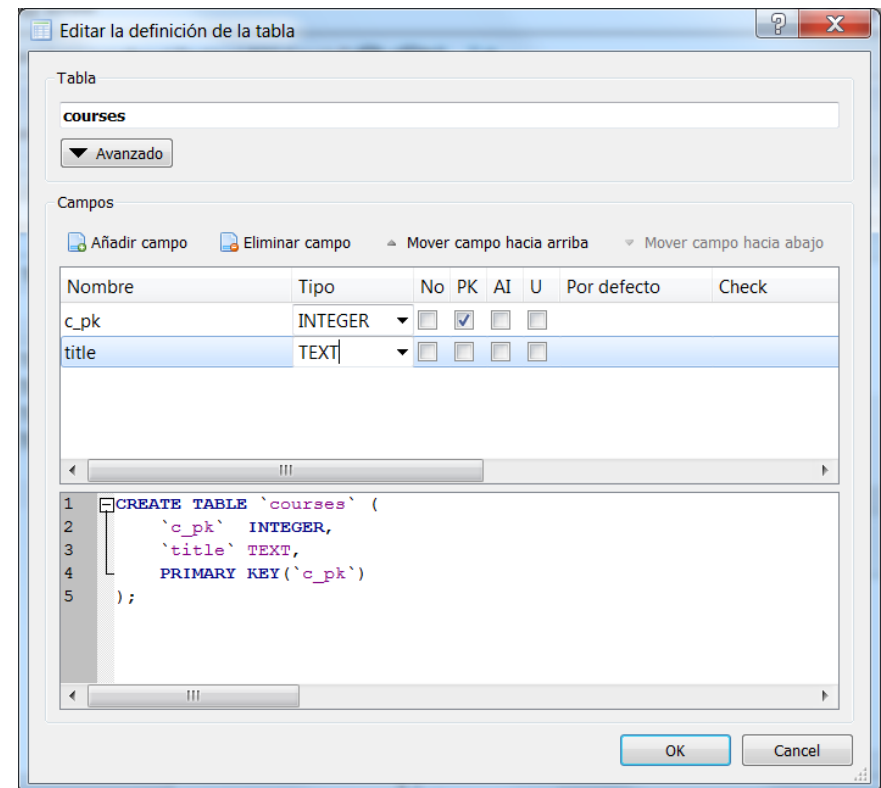 Editar la definición de la tabla
Tabla
courses
Avanzado
Campos
Añadir campo Eliminar campo Mover campo hacia arriba Mover campo hacia abajo
Nombre Tipo No PK AI U Por defecto Check
c_pk INTEGER
title TEXT
1 CREATE TABLE `courses` (
2 `c_pk` INTEGER,
3 `title` TEXT,
4 PRIMARY KEY(`c_pk`)
5 );
OK Cancel